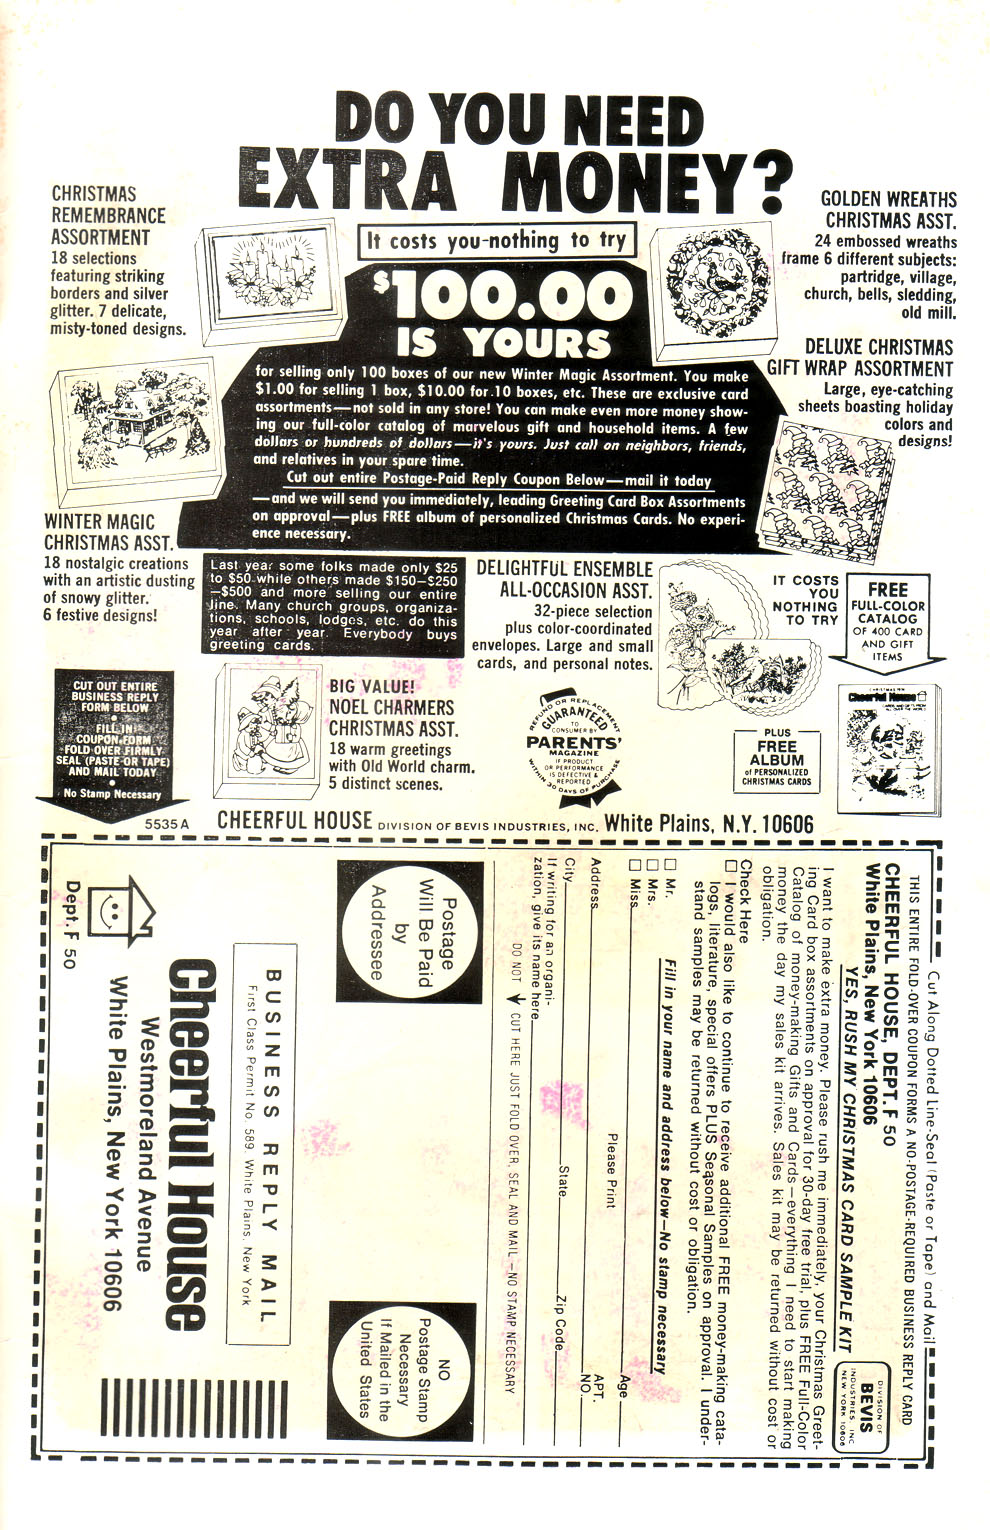 DO YOU NEED
EXTRA MONEY?
CHRISTMAS
REMEMBRANCE
ASSORTMENT
18 selections
featuring striking
borders and silver
glitter. 7 delicate,
misty-toned designs.
It costs you-nothing to try
GOLDEN WREATHS
CHRISTMAS ASST.
24 embossed wreaths
frame 6 different subjects:
partridge, village,
church, bells, sledding,
old mill.
$100.00
IS YOURS
for selling only 100 boxes of our new Winter Magic Assortment. You make
$1.00 for selling 1 box, $10.00 for 10 boxes, etc. These are exclusive card
assortments—not sold in any store! You can make even more money show-
ing our full-color catalog of marvelous gift and household items. A few
dollars or hundreds of dollars—it's yours. Just call on neighbors, friends,
and relatives in your spare time.
Cut out entire Postage-Paid Reply Coupon Below—mail it today
—and we will send you immediately, leading Greeting Card Box Assortments
on approval—plus FREE album of personalized Christmas Cards. No experi-
ence necessary.
DELUXE CHRISTMAS
GIFT WRAP ASSORTMENT
Large, eye-catching
sheets boasting holiday
colors and
designs!
WINTER MAGIC
CHRISTMAS ASST.
18 nostalgic creations
with an artistic dusting
of snowy glitter.
6 festive designs!
Last year some folks made only $25
to $50 while others made $150–$250
–$500 and more selling our entire
line. Many church groups, organiza-
tions, schools, lodges, etc. do this
year after year. Everybody buys
greeting cards.
DELIGHTFUL ENSEMBLE
ALL-OCCASION ASST.
32-piece selection
plus color-coordinated
envelopes. Large and small
cards, and personal notes.
IT COSTS
YOU
NOTHING
TO TRY
FREE
FULL-COLOR
CATALOG
OF 400 CARD
AND GIFT
ITEMS
CUT OUT ENTIRE
BUSINESS REPLY
FORM BELOW
•
FILL IN
COUPON FORM
FOLD OVER FIRMLY
SEAL (PASTE OR TAPE)
AND MAIL TODAY
•
No Stamp Necessary
BIG VALUE!
NOEL CHARMERS
CHRISTMAS ASST.
18 warm greetings
with Old World charm.
5 distinct scenes.
REFUND OR REPLACEMENT
GUARANTEED
TO
CONSUMER BY
PARENTS'
MAGAZINE
IF PRODUCT
OR PERFORMANCE
IS DEFECTIVE &
REPORTED
WITHIN 30 DAYS OF PURCHASE
PLUS
FREE
ALBUM
of PERSONALIZED
CHRISTMAS CARDS
Cheerful House
5535A
CHEERFUL HOUSE DIVISION OF BEVIS INDUSTRIES, INC. White Plains, N.Y. 10606
Cut Along Dotted Line-Seal (Paste or Tape) and Mail
THIS ENTIRE FOLD-OVER COUPON FORMS A NO-POSTAGE-REQUIRED BUSINESS REPLY CARD
CHEERFUL HOUSE, DEPT. F 50
White Plains, New York 10606
DIVISION OF
BEVIS
INDUSTRIES INC
NEW YORK 10606
YES, RUSH MY CHRISTMAS CARD SAMPLE KIT
I want to make extra money. Please rush me immediately, your Christmas Greet-
ing Card box assortments on approval for 30-day free trial, plus FREE Full-Color
Catalog of money-making Gifts and Cards—everything I need to start making
money the day my sales kit arrives. Sales kit may be returned without cost or
obligation.
Check Here
I would also like to continue to receive additional FREE money-making cata-
logs, literature, special offers PLUS Seasonal Samples on approval. I under-
stand samples may be returned without cost or obligation.
Fill in your name and address below—No stamp necessary
Mr.
Mrs.
Miss
Age
Please Print
Address
APT.
NO.
City
State
Zip Code
If writing for an organi-
zation, give its name here
DO NOT CUT HERE JUST FOLD OVER, SEAL AND MAIL—NO STAMP NECESSARY
Postage
Will Be Paid
by
Addressee
NO
Postage Stamp
Necessary
If Mailed in the
United States
BUSINESS REPLY MAIL
First Class Permit No. 589, White Plains, New York
Cheerful House
Westmoreland Avenue
White Plains, New York 10606
Dept. F 50